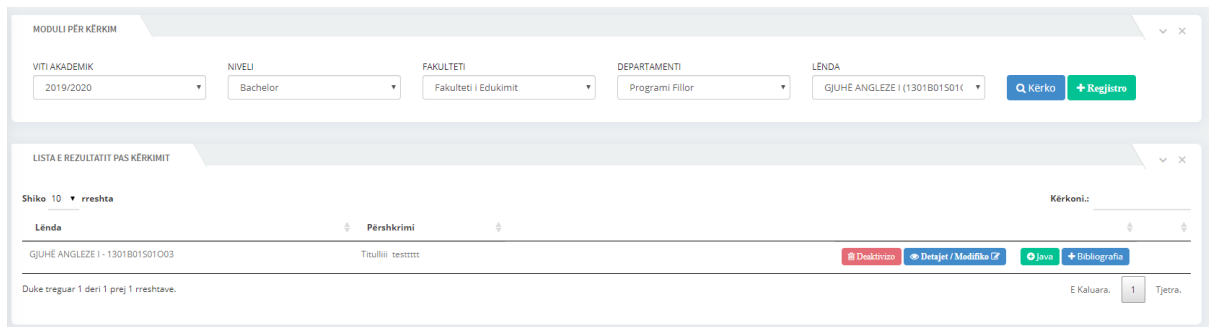 MODULI PËR KËRKIM
VITI AKADEMIK NIVELI FAKULTETI DEPARTAMENTI LËNDA
2019/2020 Bachelor Fakulteti i Edukimit Programi Fillor GJUHË ANGLEZE I (1301B01S01( Kërko Regjistro
LISTA E REZULTATIT PAS KËRKIMIT
Shiko 10 rreshta Kërkoni.:
Lënda Përshkrimi
GJUHË ANGLEZE I - 1301B01S01O03 Titulliii testtttt Deaktivizo Detajet / Modifiko Java Bibliografia
Duke treguar 1 deri 1 prej 1 rreshtave. E Kaluara. 1 Tjetra.